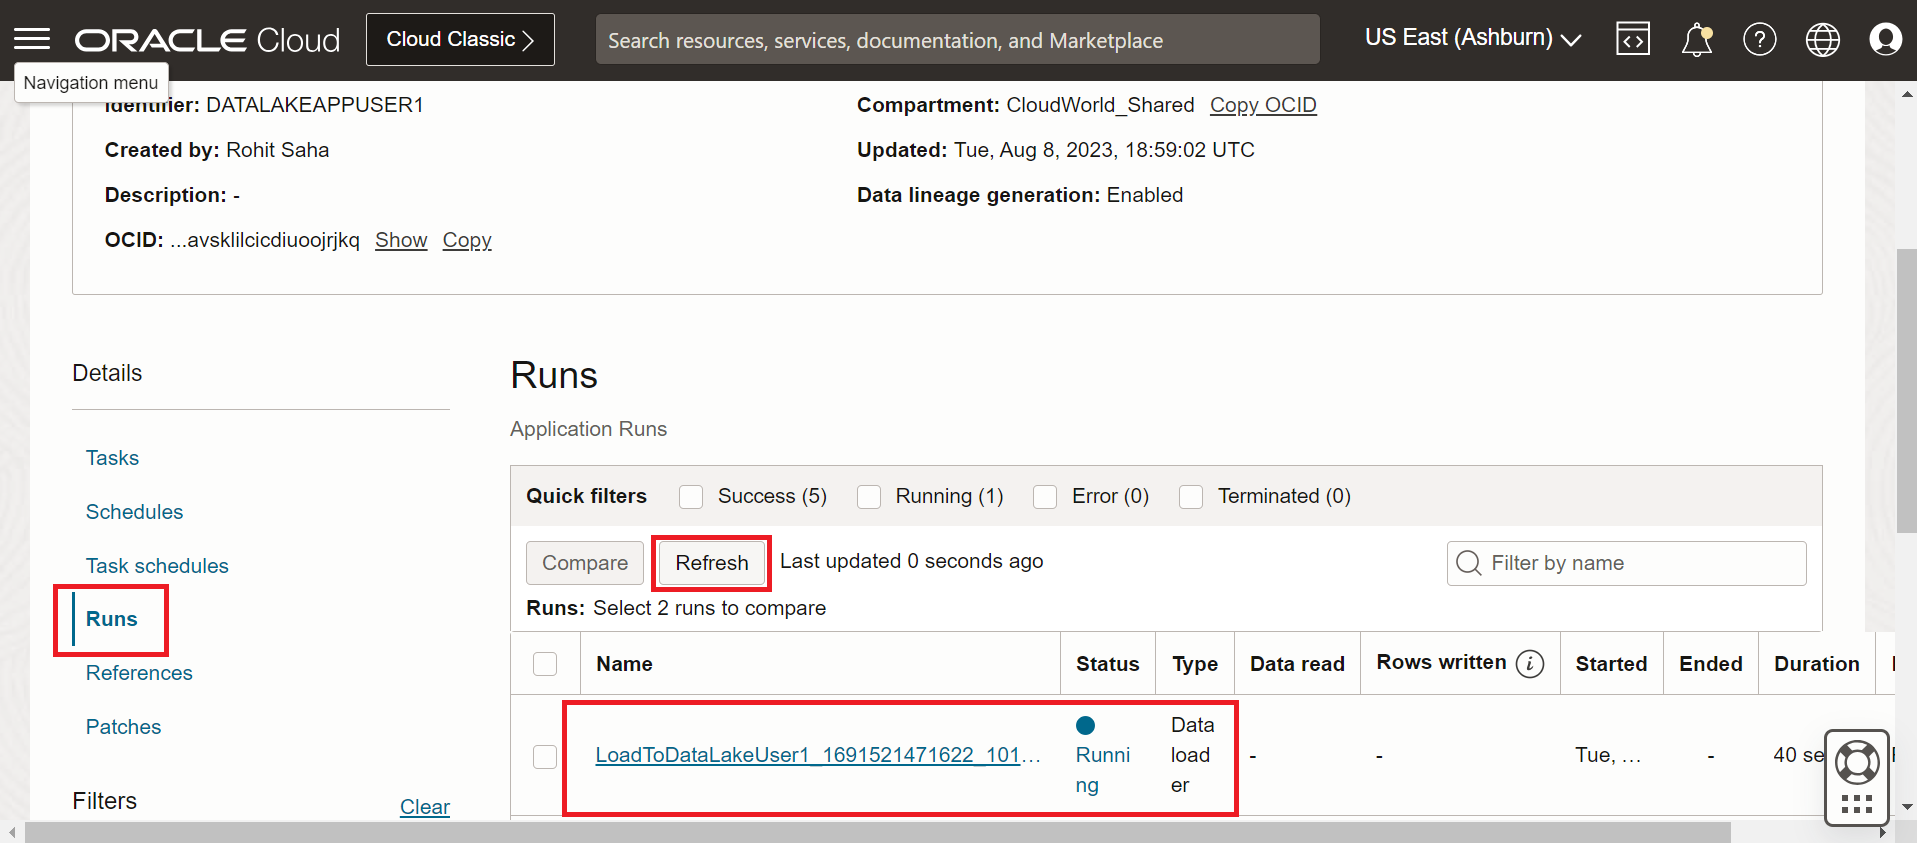 ORACLE Cloud
Cloud Classic
Search resources, services, documentation, and Marketplace
US East (Ashburn)
Navigation menu
Identifier: DATALAKEAPPUSER1
Compartment: CloudWorld_Shared Copy OCID
Created by: Rohit Saha
Updated: Tue, Aug 8, 2023, 18:59:02 UTC
Description: -
Data lineage generation: Enabled
OCID: ...avsklilcicdiuoojrjkq Show Copy
Details
Tasks
Schedules
Task schedules
Runs
References
Patches
Filters Clear
Runs
Application Runs
Quick filters Success (5) Running (1) Error (0) Terminated (0)
Compare Refresh Last updated 0 seconds ago Filter by name
Runs: Select 2 runs to compare
Name Status Type Data read Rows written Started Ended Duration
LoadToDataLakeUser1_1691521471622_101... Runni
ng Data
load
er - - Tue, ... - 40 se